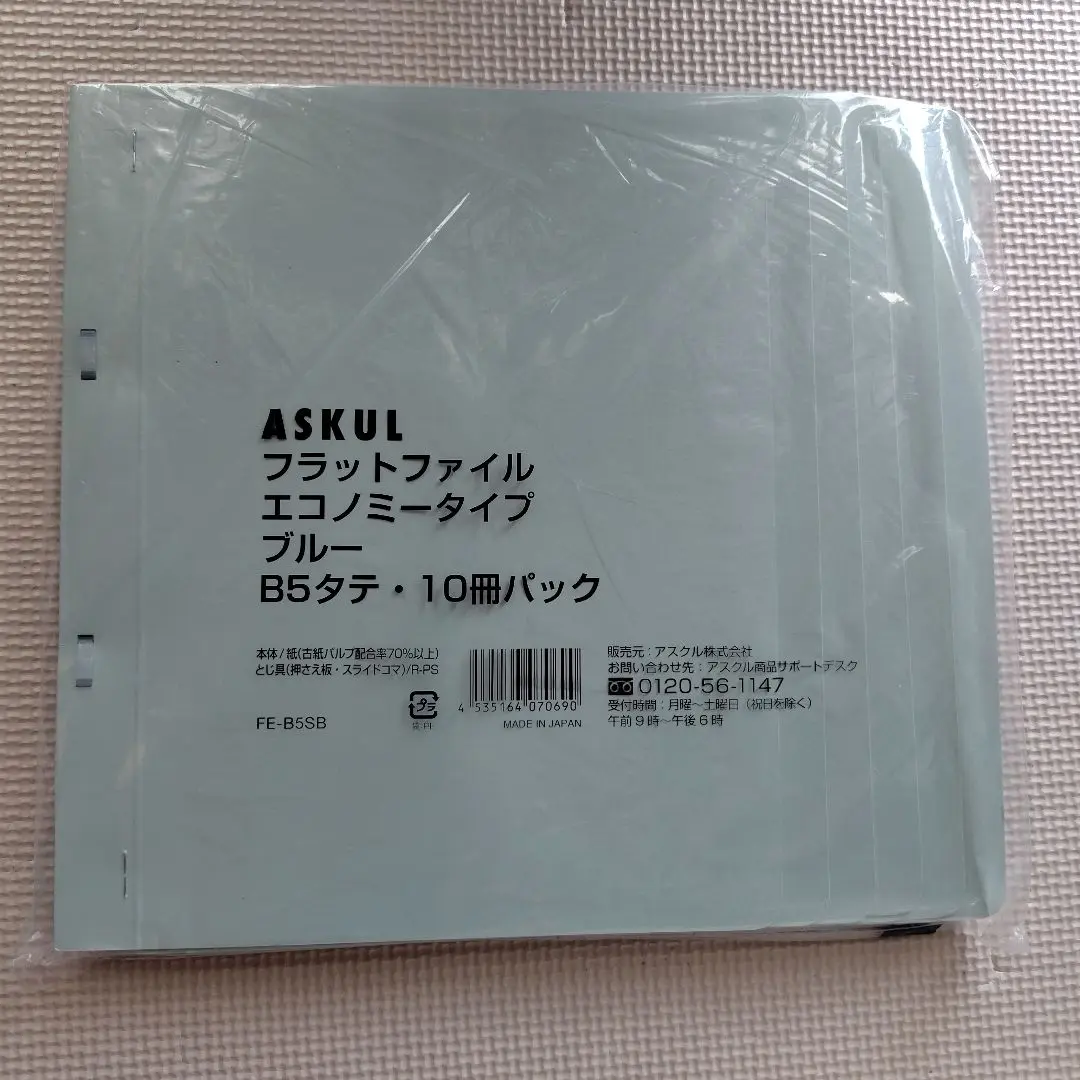 ASKUL
フラットファイル
エコノミータイプ
ブルー
B5タテ・10冊パック
本体/紙(古紙パルプ配合率70%以上)
とじ具(押さえ板・スライドコマ)/R-PS
FE-B5SB
プラ
4 535164 070690
MADE IN JAPAN
販売元:アスクル株式会社
お問い合わせ先:アスクル商品サポートデスク
0120-56-1147
受付時間:月曜~土曜日(祝日を除く)
午前9時~午後6時